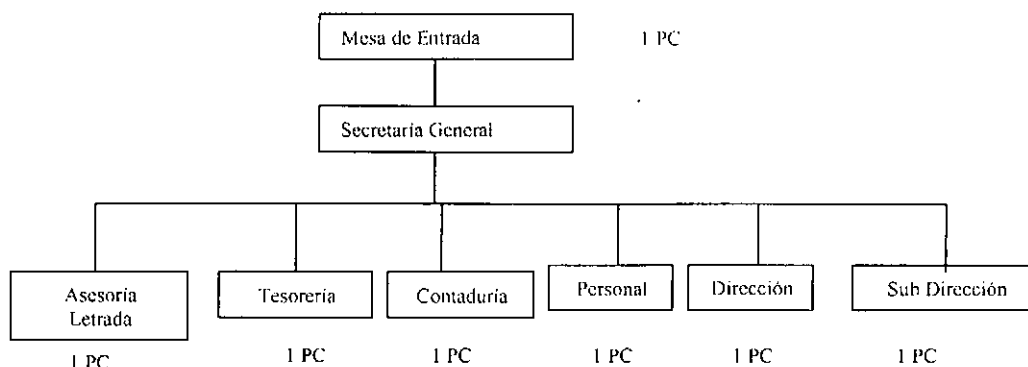 Mesa de Entrada
1 PC
Secretaría General
Asesoría
Letrada
Tesorería
Contaduría
Personal
Dirección
Sub Dirección
1 PC
1 PC
1 PC
1 PC
1 PC
1 PC